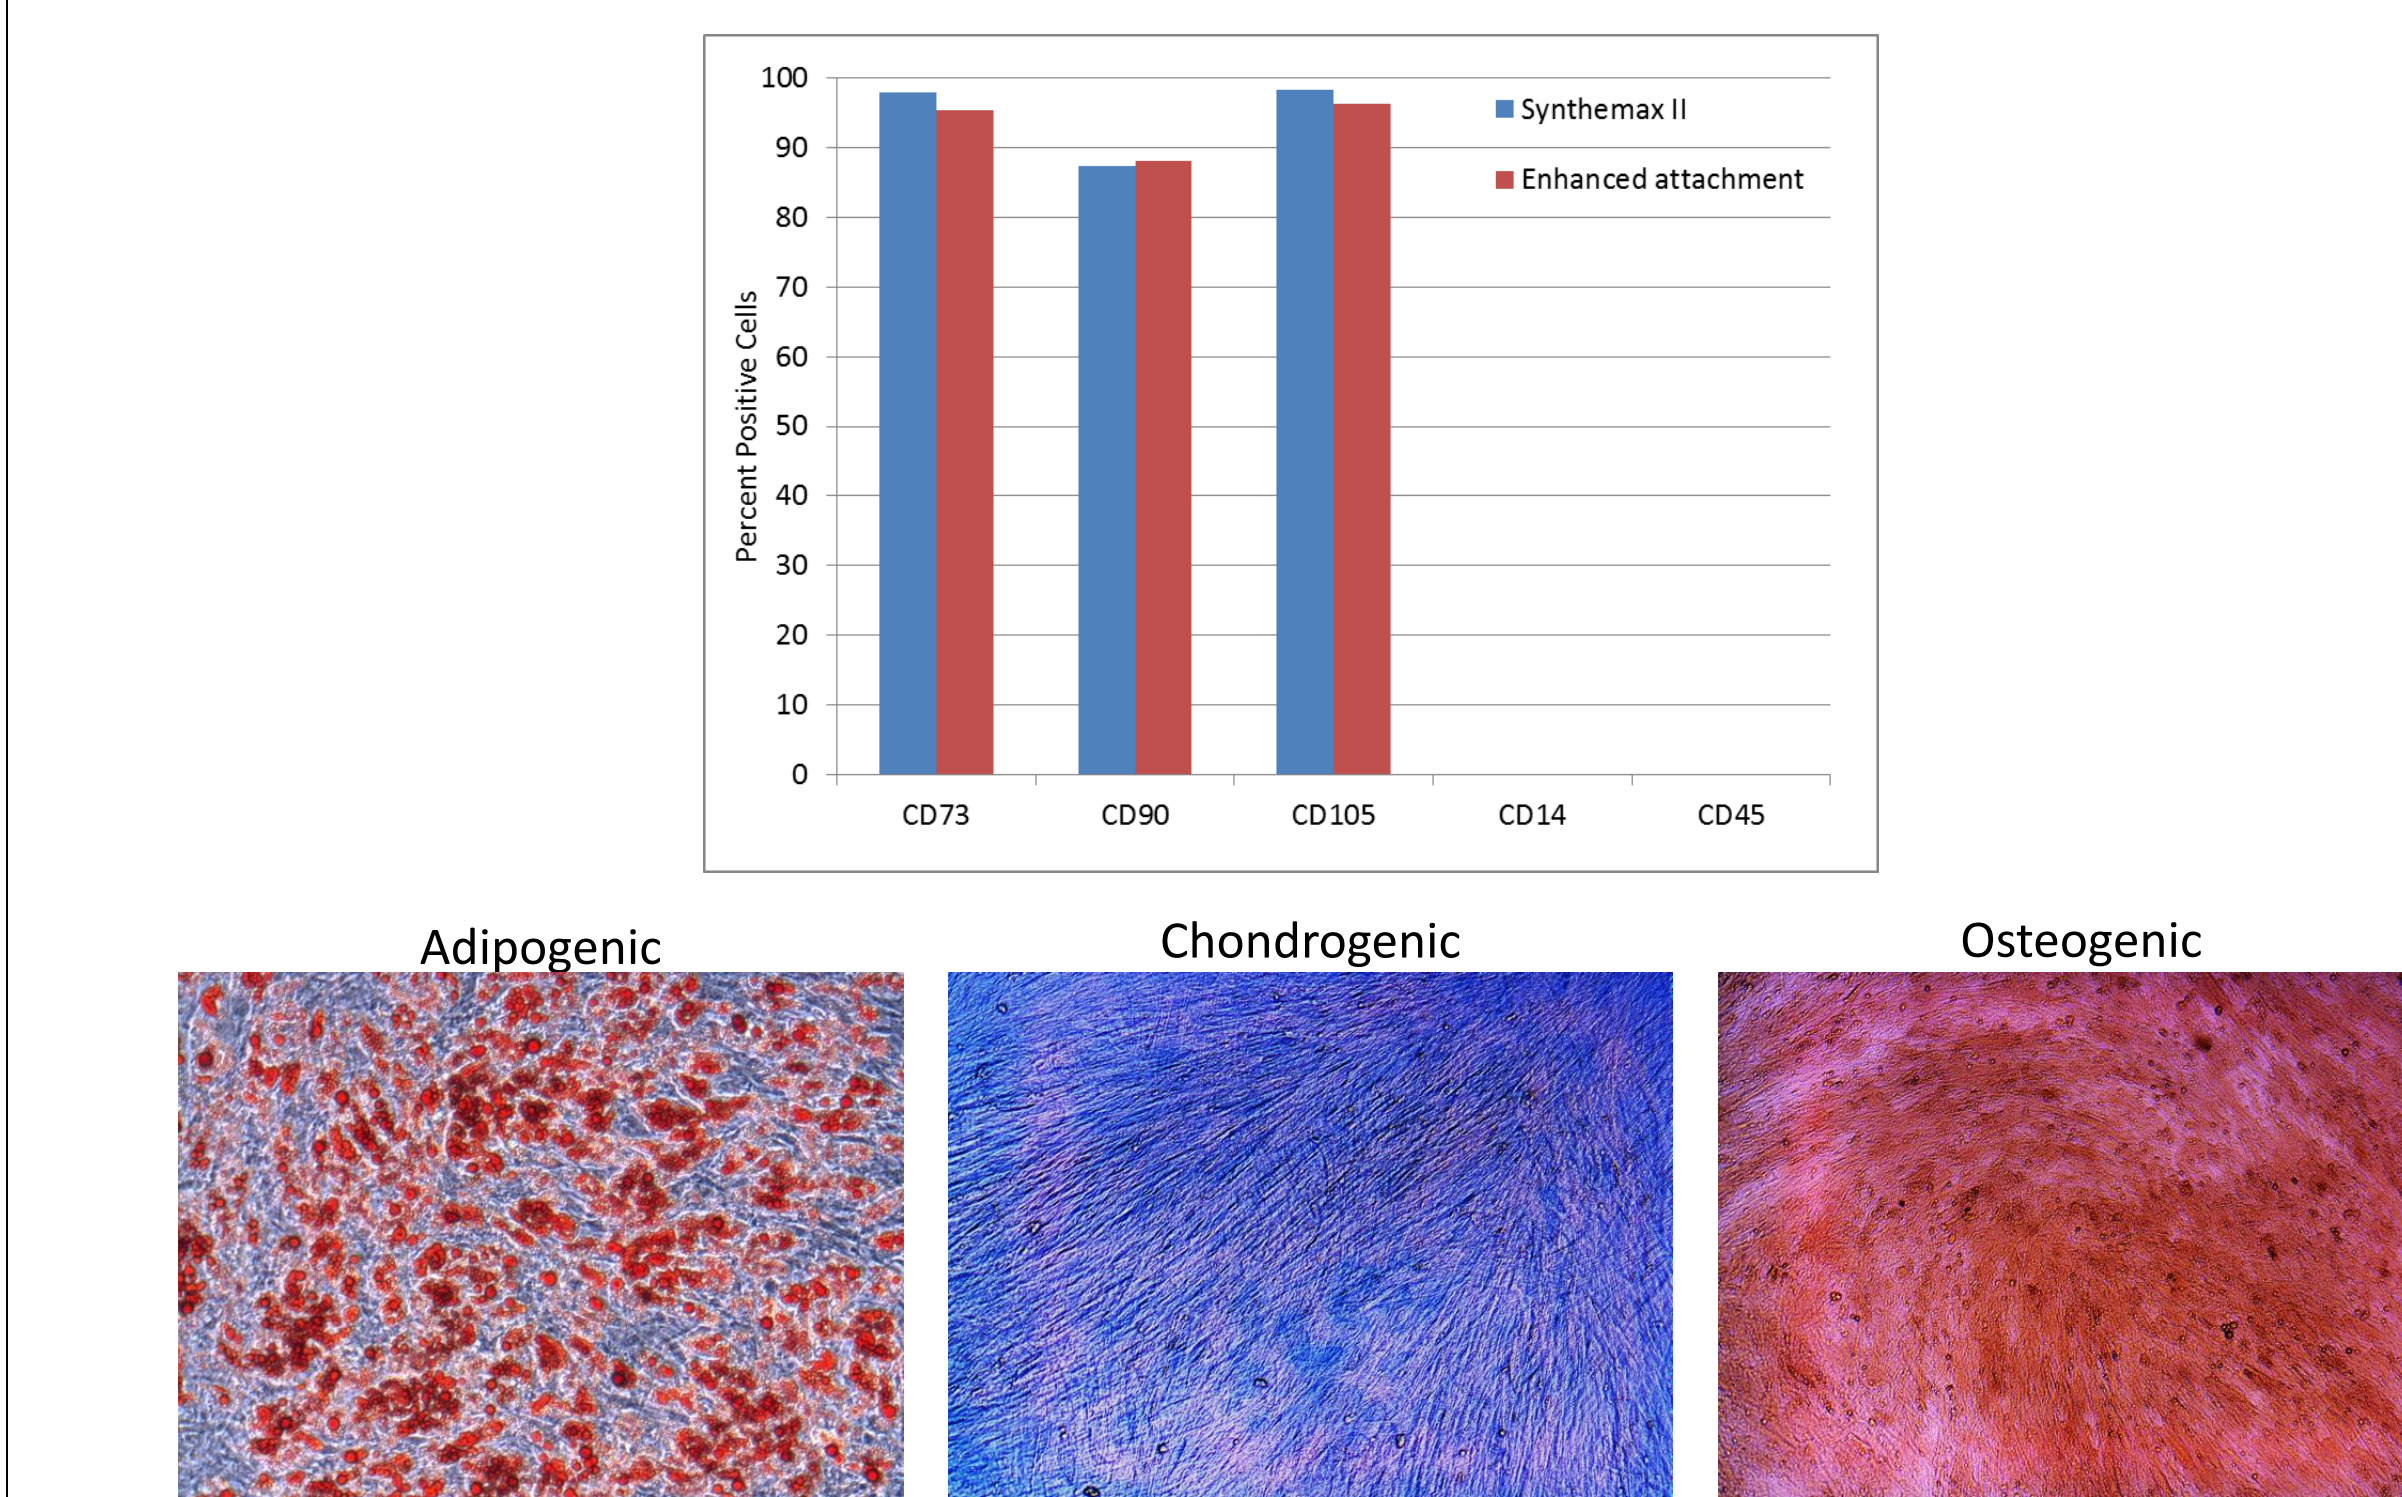 100
90
80
70
60
50
40
30
20
10
0
Percent Positive Cells
Synthemax II
Enhanced attachment
CD73 CD90 CD105 CD14 CD45
Adipogenic Chondrogenic Osteogenic